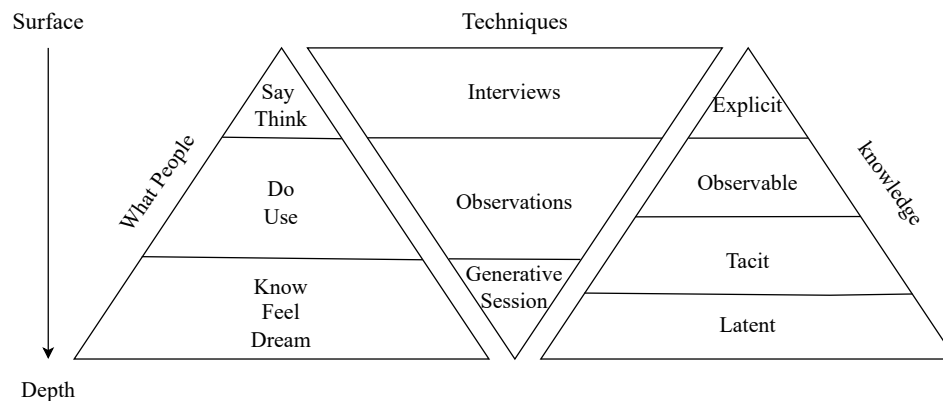 Surface
Techniques
Say
Think
Interviews
Explicit
What People
knowledge
Do
Use
Observations
Observable
Know
Feel
Dream
Generative
Session
Tacit
Latent
Depth